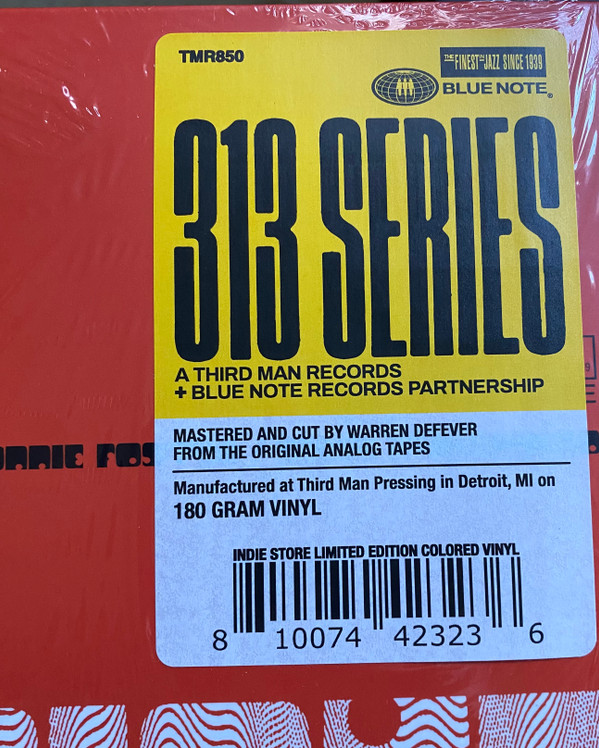 TMR850
THE FINEST IN JAZZ SINCE 1939
BLUE NOTE®
313 SERIES
A THIRD MAN RECORDS
+ BLUE NOTE RECORDS PARTNERSHIP
MASTERED AND CUT BY WARREN DEFEVER
FROM THE ORIGINAL ANALOG TAPES
Manufactured at Third Man Pressing in Detroit, MI on
180 GRAM VINYL
INDIE STORE LIMITED EDITION COLORED VINYL
8 10074 42323 6